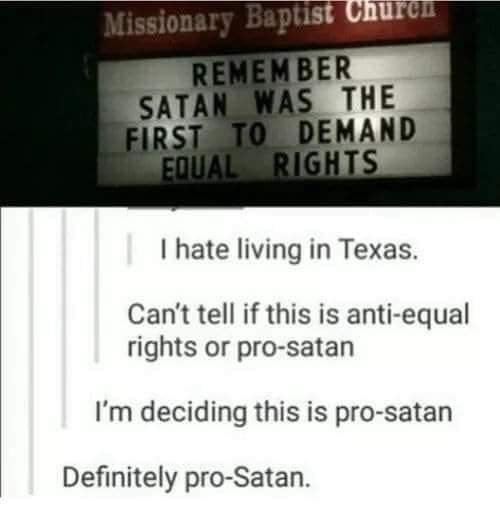 Missionary Baptist Church
REMEMBER
SATAN WAS THE
FIRST TO DEMAND
EQUAL RIGHTS
I hate living in Texas.
Can't tell if this is anti-equal
rights or pro-satan
I'm deciding this is pro-satan
Definitely pro-Satan.